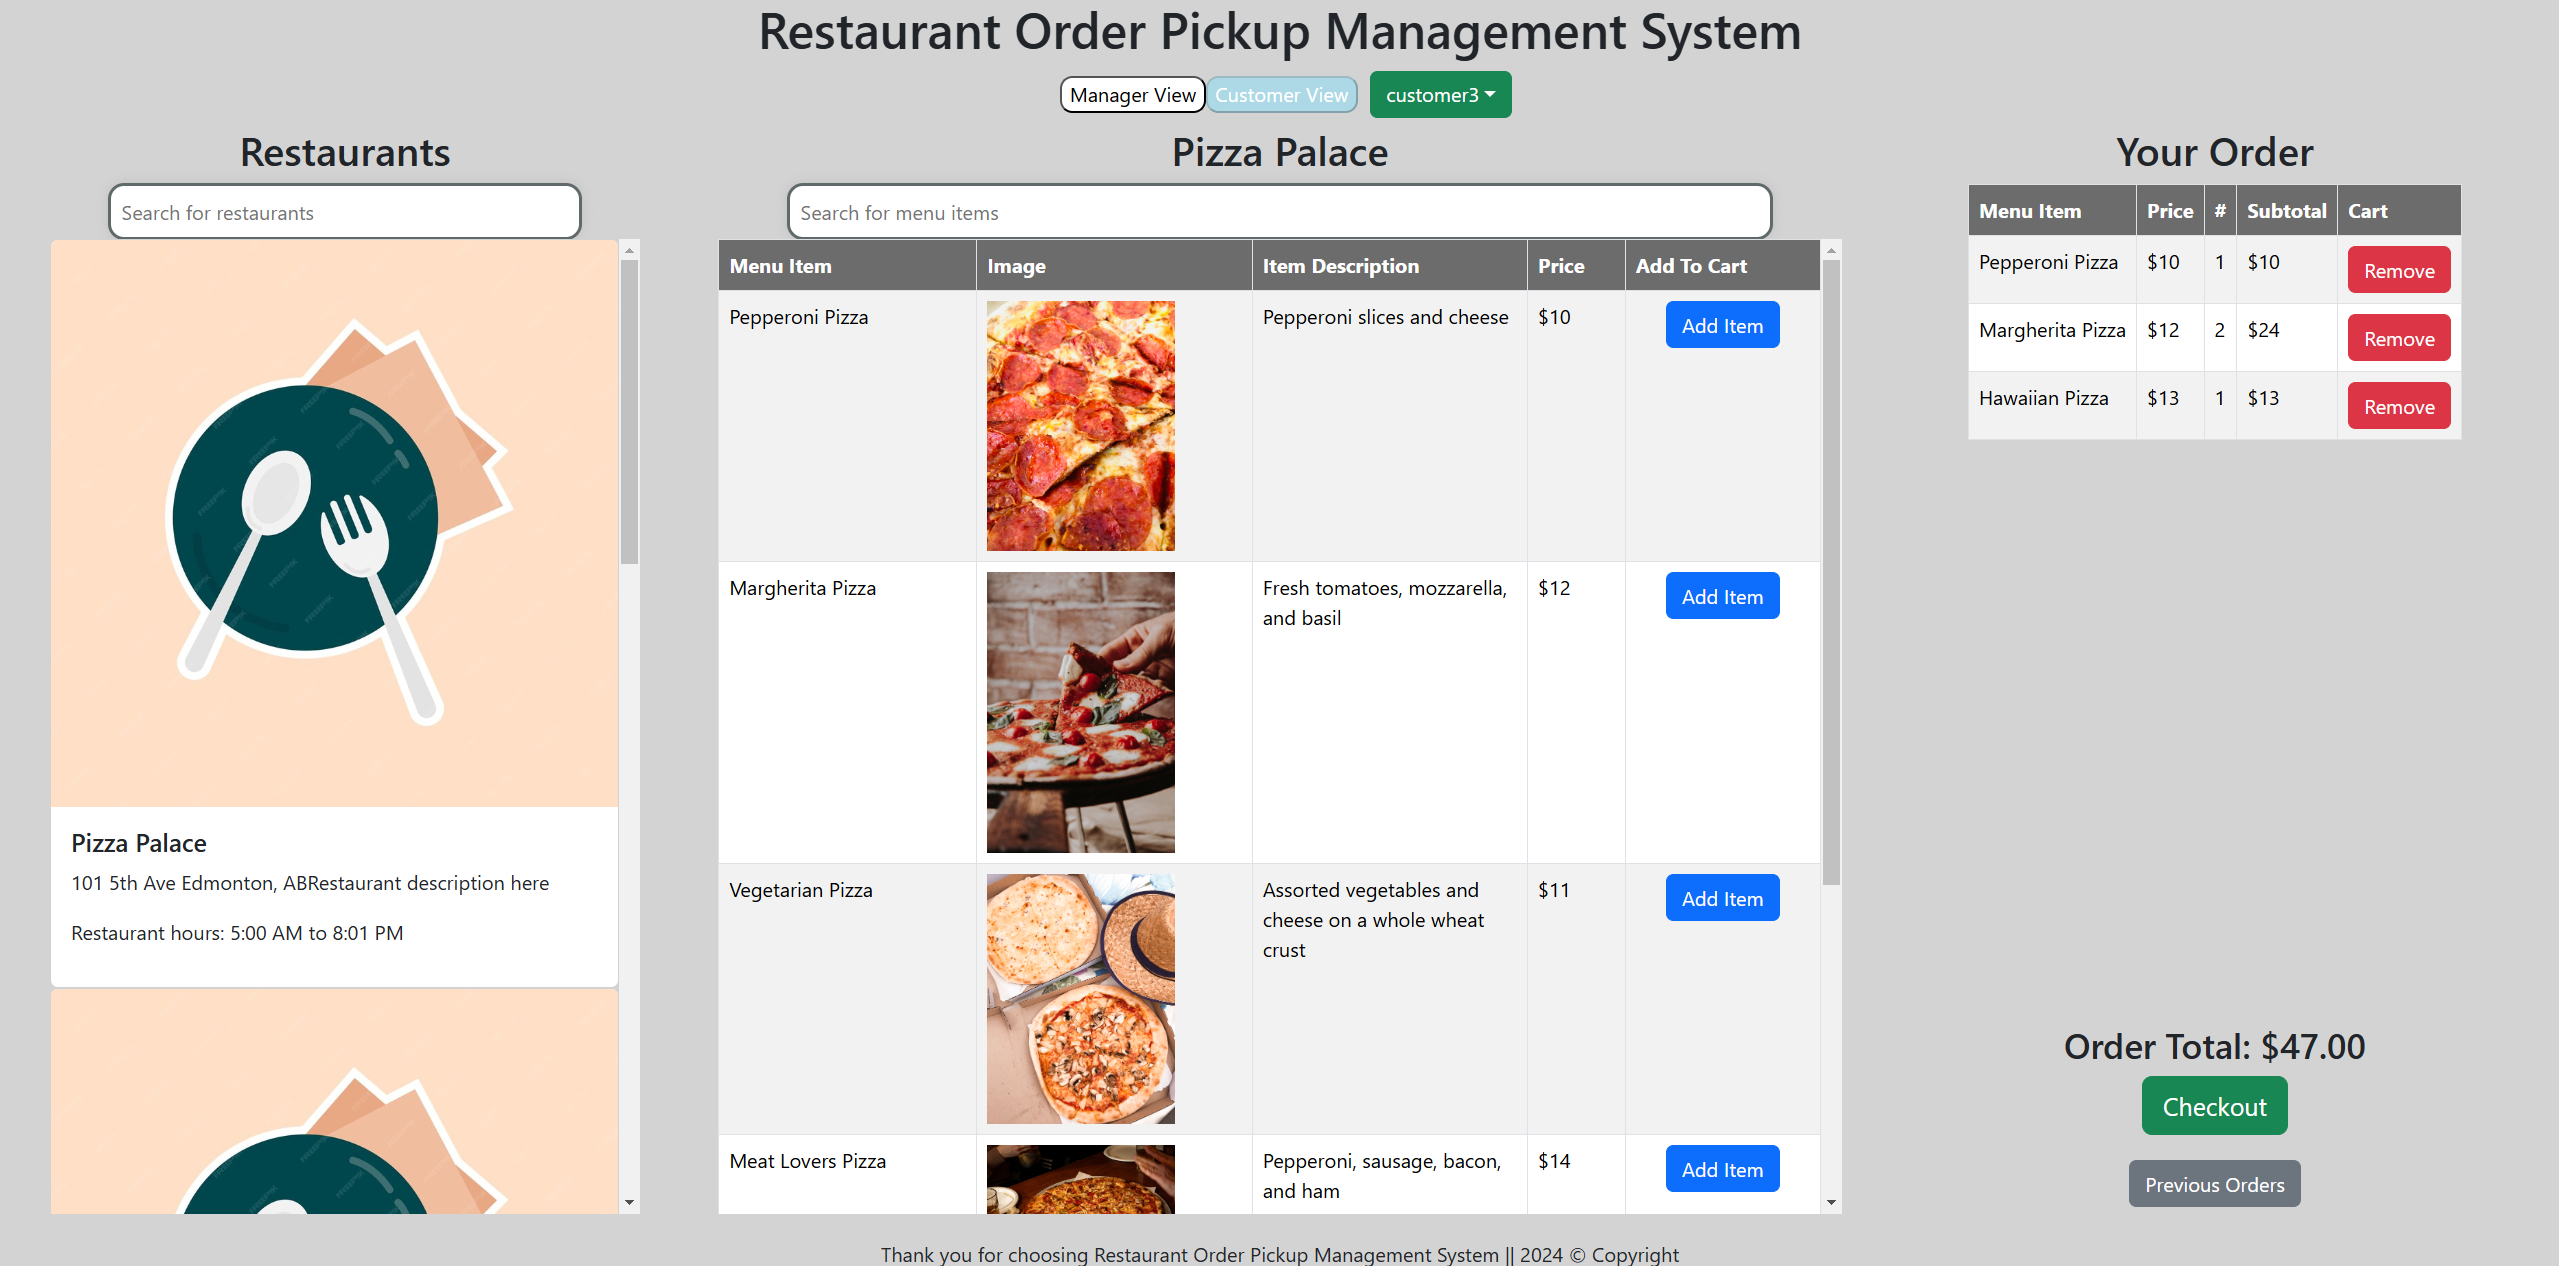 Restaurant Order Pickup Management System
Manager View Customer View customer3
Restaurants
Search for restaurants
Pizza Palace
101 5th Ave Edmonton, ABRestaurant description here
Restaurant hours: 5:00 AM to 8:01 PM
Pizza Palace
Search for menu items
Menu Item Image Item Description Price Add To Cart
Pepperoni Pizza Pepperoni slices and cheese $10 Add Item
Margherita Pizza Fresh tomatoes, mozzarella, $12 Add Item
and basil
Vegetarian Pizza Assorted vegetables and $11 Add Item
cheese on a whole wheat
crust
Meat Lovers Pizza Pepperoni, sausage, bacon, $14 Add Item
and ham
Your Order
Menu Item Price # Subtotal Cart
Pepperoni Pizza $10 1 $10 Remove
Margherita Pizza $12 2 $24 Remove
Hawaiian Pizza $13 1 $13 Remove
Order Total: $47.00
Checkout
Previous Orders
Thank you for choosing Restaurant Order Pickup Management System || 2024 © Copyright